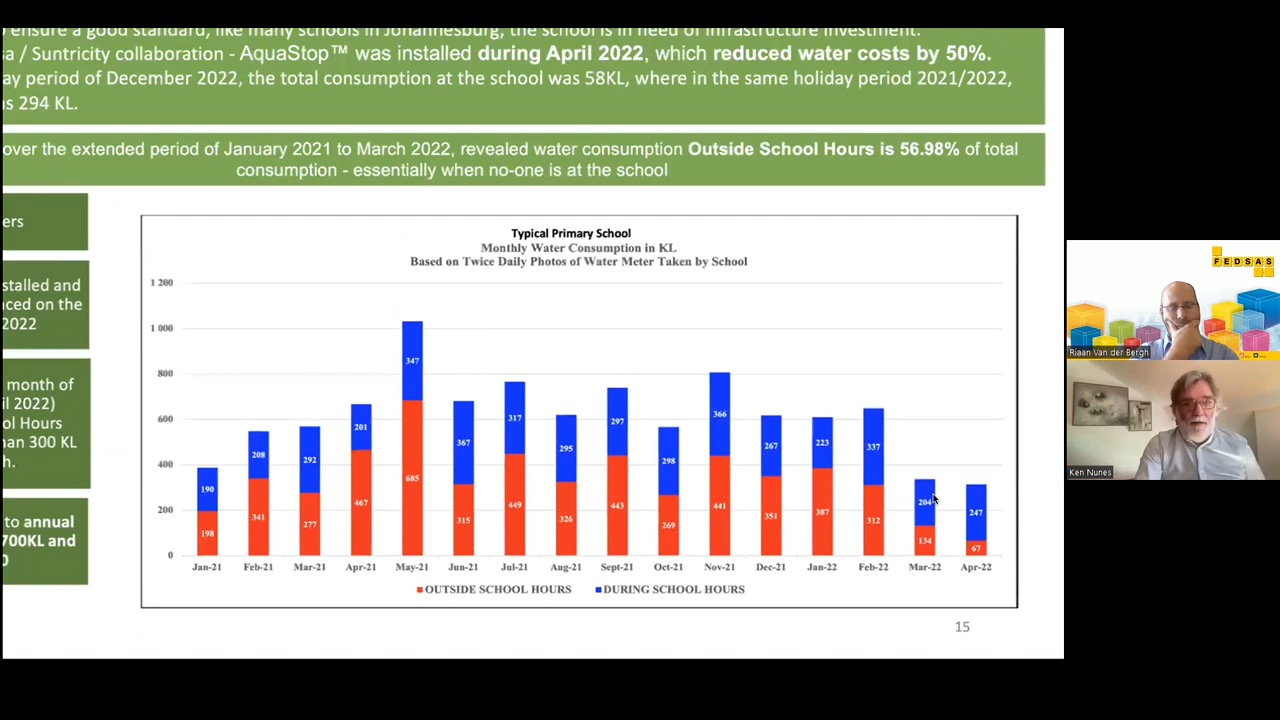 o ensure a good standard, like many schools in Johannesburg, the school is in need of infrastructure investment.
sa / Suntricity collaboration - AquaStop™ was installed during April 2022, which reduced water costs by 50%.
ay period of December 2022, the total consumption at the school was 58KL, where in the same holiday period 2021/2022,
as 294 KL.
over the extended period of January 2021 to March 2022, revealed water consumption Outside School Hours is 56.98% of total
consumption - essentially when no-one is at the school
ers
stalled and
aced on the
2022
month of
il 2022)
ol Hours
han 300 KL
h.
to annual
700KL and
0
Typical Primary School
Monthly Water Consumption in KL
Based on Twice Daily Photos of Water Meter Taken by School
1 200
1 000
800
600
400
200
0
190 208 292 201 347 367 317 295 297 298 366 267 223 337 204 247
198 341 277 467 685 315 449 326 443 269 441 351 387 312 134 67
Jan-21 Feb-21 Mar-21 Apr-21 May-21 Jun-21 Jul-21 Aug-21 Sept-21 Oct-21 Nov-21 Dec-21 Jan-22 Feb-22 Mar-22 Apr-22
OUTSIDE SCHOOL HOURS DURING SCHOOL HOURS
15
FEDSAS
Riaan Van der Bergh
Ken Nunes